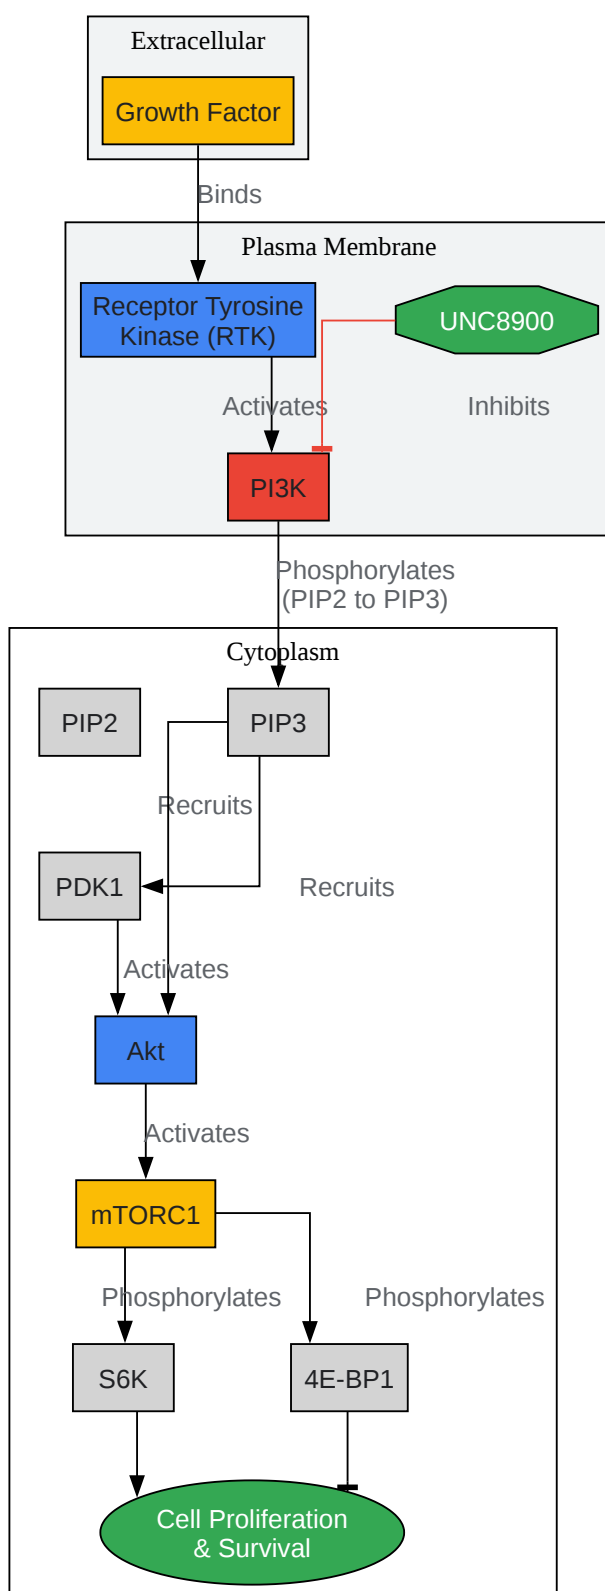 Extracellular
Growth Factor
Binds
Plasma Membrane
Receptor Tyrosine
Kinase (RTK)
UNC8900
Activates
Inhibits
PI3K
Phosphorylates
(PIP2 to PIP3)
Cytoplasm
PIP2
PIP3
Recruits
PDK1
Recruits
Activates
Akt
Activates
mTORC1
Phosphorylates
Phosphorylates
S6K
4E-BP1
Cell Proliferation
& Survival